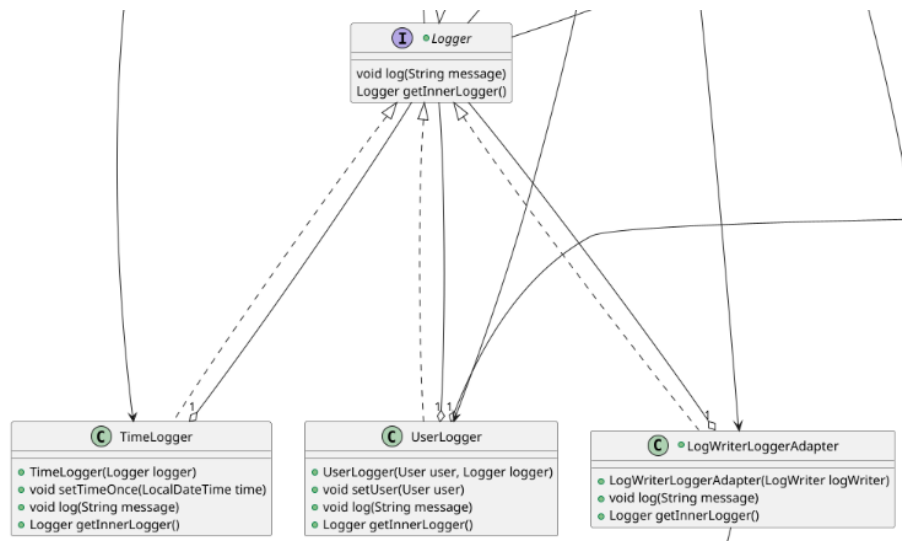 I Logger
void log(String message)
Logger getInnerLogger()
1
1 1
1
C TimeLogger
TimeLogger(Logger logger)
void setTimeOnce(LocalDateTime time)
void log(String message)
Logger getInnerLogger()
C UserLogger
UserLogger(User user, Logger logger)
void setUser(User user)
void log(String message)
Logger getInnerLogger()
C LogWriterLoggerAdapter
LogWriterLoggerAdapter(LogWriter logWriter)
void log(String message)
Logger getInnerLogger()